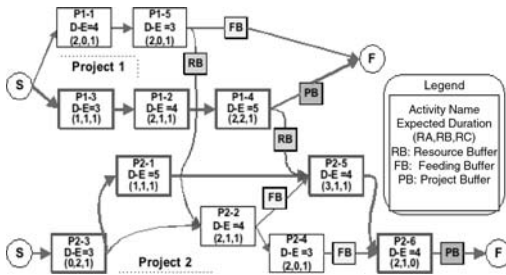 P1-1
D-E=4
(2,0,1)
P1-5
D-E =3
(2,0,1)
FB
RB
S
Project 1
F
P1-3
D-E=3
(1,1,1)
P1-2
D-E =4
(2,1,1)
P1-4
D-E =5
(2,2,1)
PB
RB
P2-1
D-E =5
(1,1,1)
P2-5
D-E =4
(3,1,1)
FB
P2-2
D-E =4
(2,1,1)
S
P2-3
D-E=3
(0,2,1)
Project 2
P2-4
D-E =3
(2,0,1)
FB
P2-6
D-E =4
(2,1,0)
PB
F
Legend
Activity Name
Expected Duration
(RA,RB,RC)
RB: Resource Buffer
FB: Feeding Buffer
PB: Project Buffer